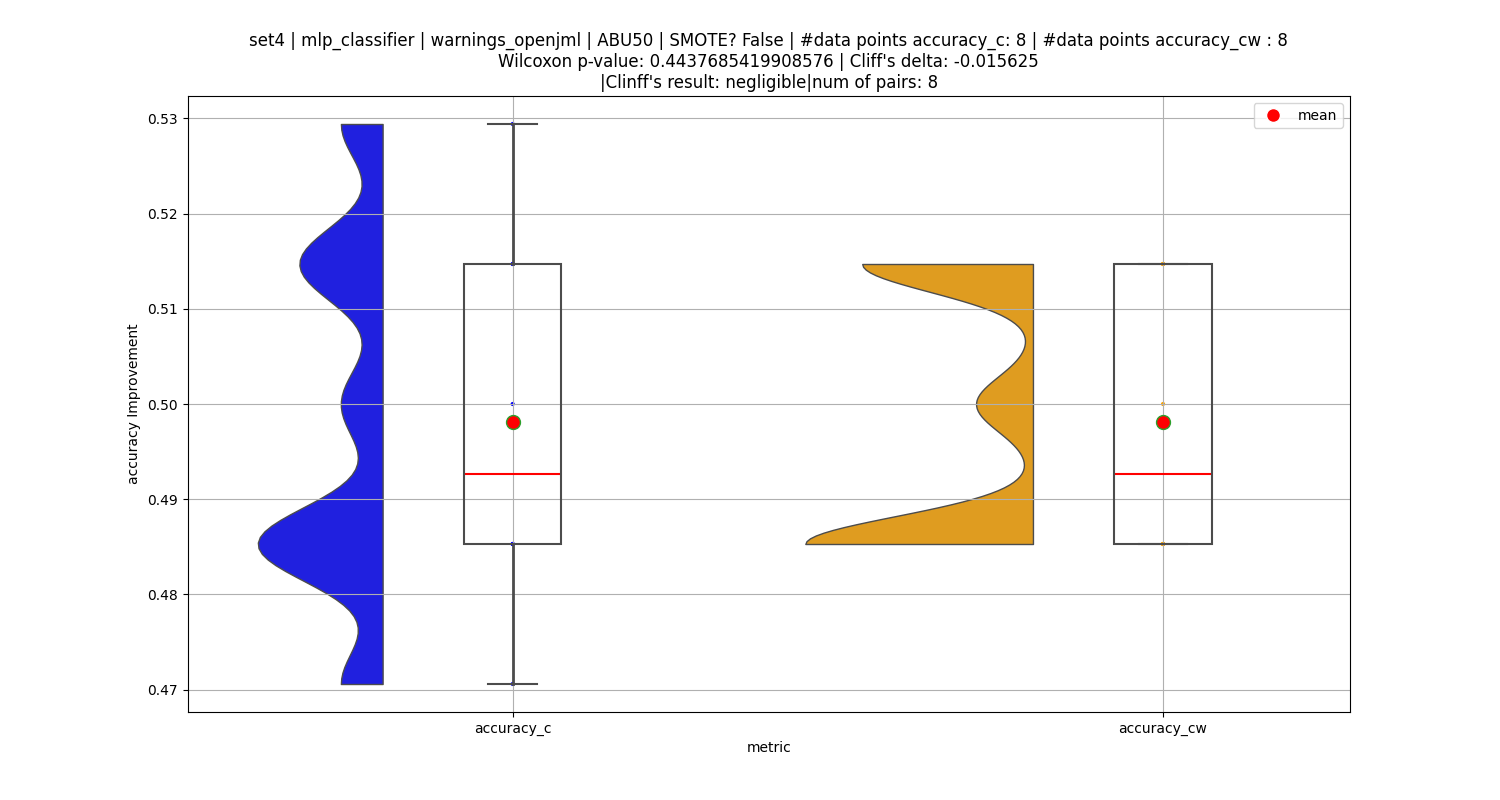 set4 | mlp_classifier | warnings_openjml | ABU50 | SMOTE? False | #data points accuracy_c: 8 | #data points accuracy_cw : 8
Wilcoxon p-value: 0.4437685419908576 | Cliff's delta: -0.015625
|Clinff's result: negligible|num of pairs: 8
mean
0.53
0.52
0.51
0.50
0.49
0.48
0.47
accuracy Improvement
accuracy_c
accuracy_cw
metric